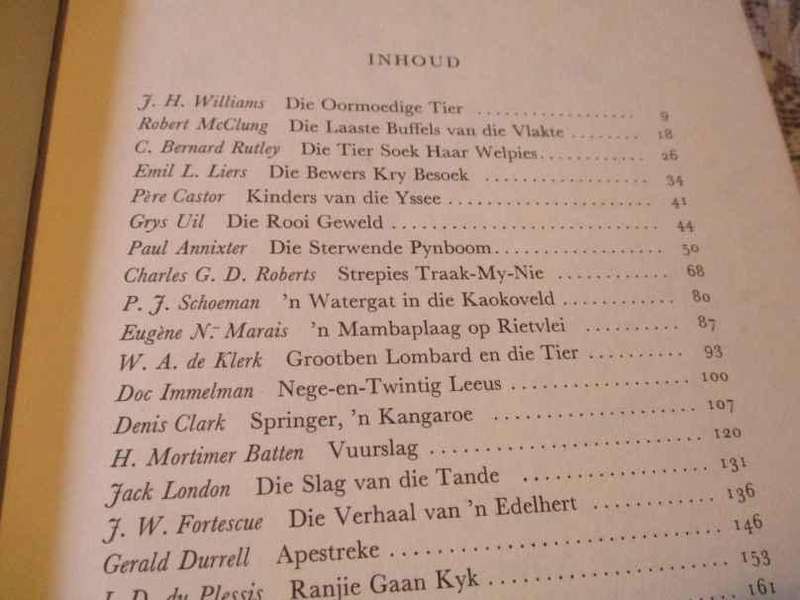 INHOUD
J. H. Williams Die Oormoedige Tier .................... 9
Robert McClung Die Laaste Buffels van die Vlakte ........ 18
C. Bernard Rutley Die Tier Soek Haar Welpies............ 26
Emil L. Liers Die Bewers Kry Besoek .................. 34
Père Castor Kinders van die Yssee ...................... 41
Grys Uil Die Rooi Geweld .............................. 44
Paul Annixter Die Sterwende Pynboom.................... 50
Charles G. D. Roberts Strepies Traak-My-Nie ............ 68
P. J. Schoeman 'n Watergat in die Kaokoveld ............ 80
Eugène N. Marais 'n Mambaplaag op Rietvlei .......... 87
W. A. de Klerk Grootben Lombard en die Tier .......... 93
Doc Immelman Nege-en-Twintig Leeus .................. 100
Denis Clark Springer, 'n Kangaroe .................... 107
H. Mortimer Batten Vuurslag .......................... 120
Jack London Die Slag van die Tande .................. 131
J. W. Fortescue Die Verhaal van 'n Edelhert ............ 136
Gerald Durrell Apestreke .............................. 146
I. D. du Plessis Ranjie Gaan Kyk ...................... 153
161